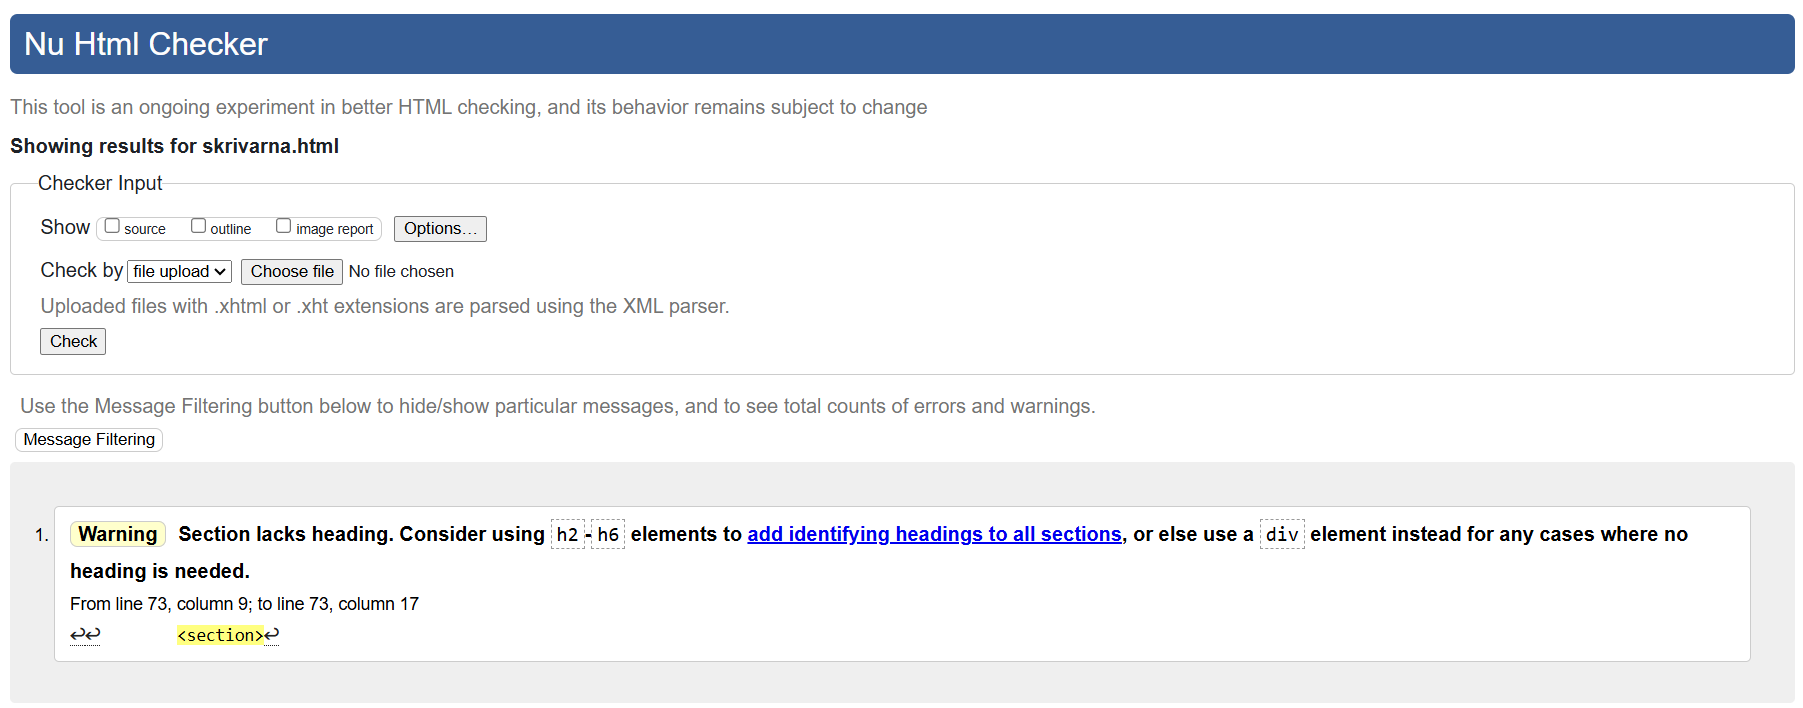 Nu Html Checker
This tool is an ongoing experiment in better HTML checking, and its behavior remains subject to change
Showing results for skrivarna.html
Checker Input
Show source outline image report Options...
Check by file upload Choose file No file chosen
Uploaded files with .xhtml or .xht extensions are parsed using the XML parser.
Check
Use the Message Filtering button below to hide/show particular messages, and to see total counts of errors and warnings.
Message Filtering
1. Warning Section lacks heading. Consider using h2-h6 elements to add identifying headings to all sections, or else use a div element instead for any cases where no
heading is needed.
From line 73, column 9; to line 73, column 17
↩↩ <section>↩